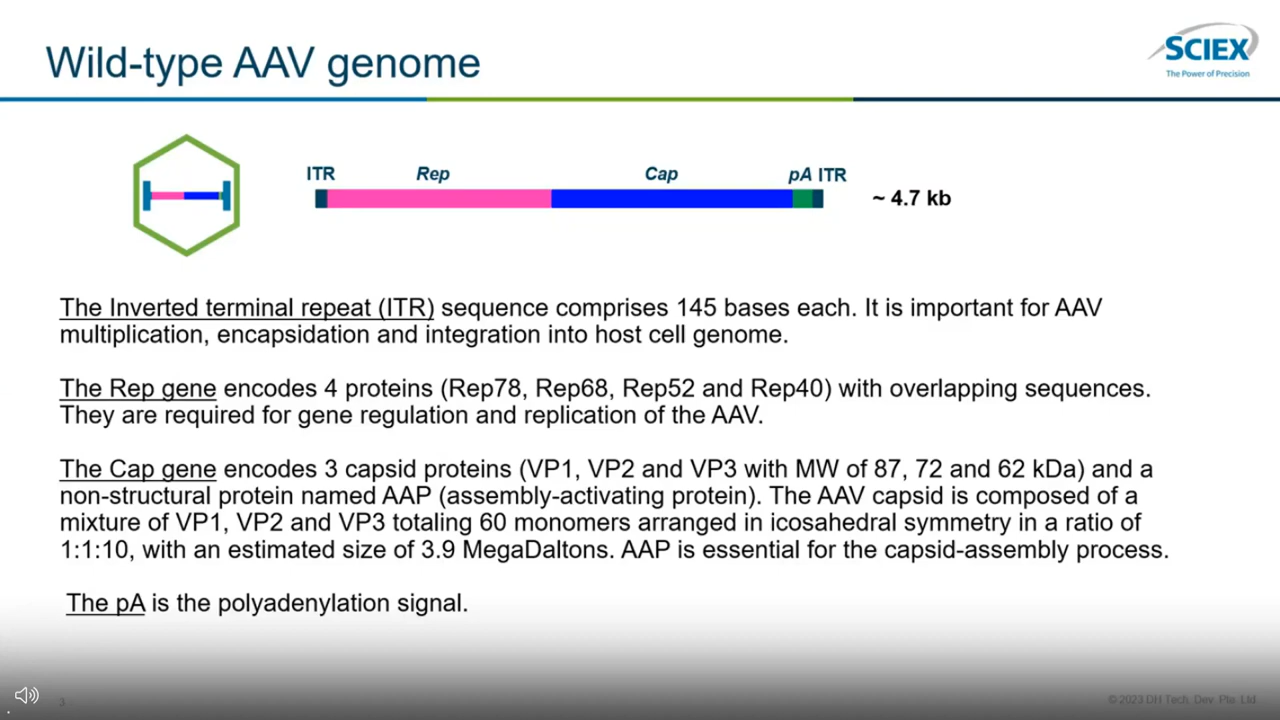 Wild-type AAV genome
SCIEX
The Power of Precision
ITR Rep Cap pA ITR
~ 4.7 kb
The Inverted terminal repeat (ITR) sequence comprises 145 bases each. It is important for AAV
multiplication, encapsidation and integration into host cell genome.
The Rep gene encodes 4 proteins (Rep78, Rep68, Rep52 and Rep40) with overlapping sequences.
They are required for gene regulation and replication of the AAV.
The Cap gene encodes 3 capsid proteins (VP1, VP2 and VP3 with MW of 87, 72 and 62 kDa) and a
non-structural protein named AAP (assembly-activating protein). The AAV capsid is composed of a
mixture of VP1, VP2 and VP3 totaling 60 monomers arranged in icosahedral symmetry in a ratio of
1:1:10, with an estimated size of 3.9 MegaDaltons. AAP is essential for the capsid-assembly process.
The pA is the polyadenylation signal.
3
© 2023 DH Tech. Dev. Pte. Ltd.